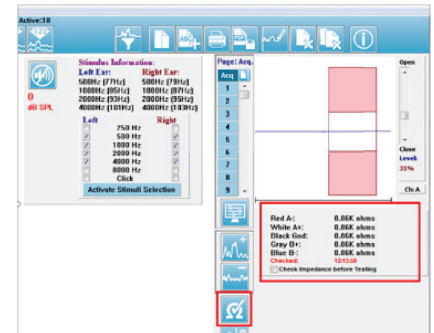 Active:18
Stimulus Information:
Left Ear: Right Ear:
500Hz [77Hz] 500Hz [79Hz]
1000Hz [85Hz] 1000Hz [87Hz]
2000Hz [93Hz] 2000Hz [95Hz]
4000Hz [101Hz] 4000Hz [103Hz]
0
dB SPL
Left Right
750 Hz
500 Hz
1000 Hz
2000 Hz
4000 Hz
8000 Hz
Click
Activate Stimuli Selection
Page: Acq.
Acq
1
2
3
4
5
6
7
8
9
Open
Close
Level:
31%
Clr.A
Red A-: 0.86K ohms
White A+: 0.86K ohms
Black Gnd: 0.86K ohms
Gray B+: 0.86K ohms
Blue B-: 0.86K ohms
Checked: 12:13:59
Check Impedance before Testing